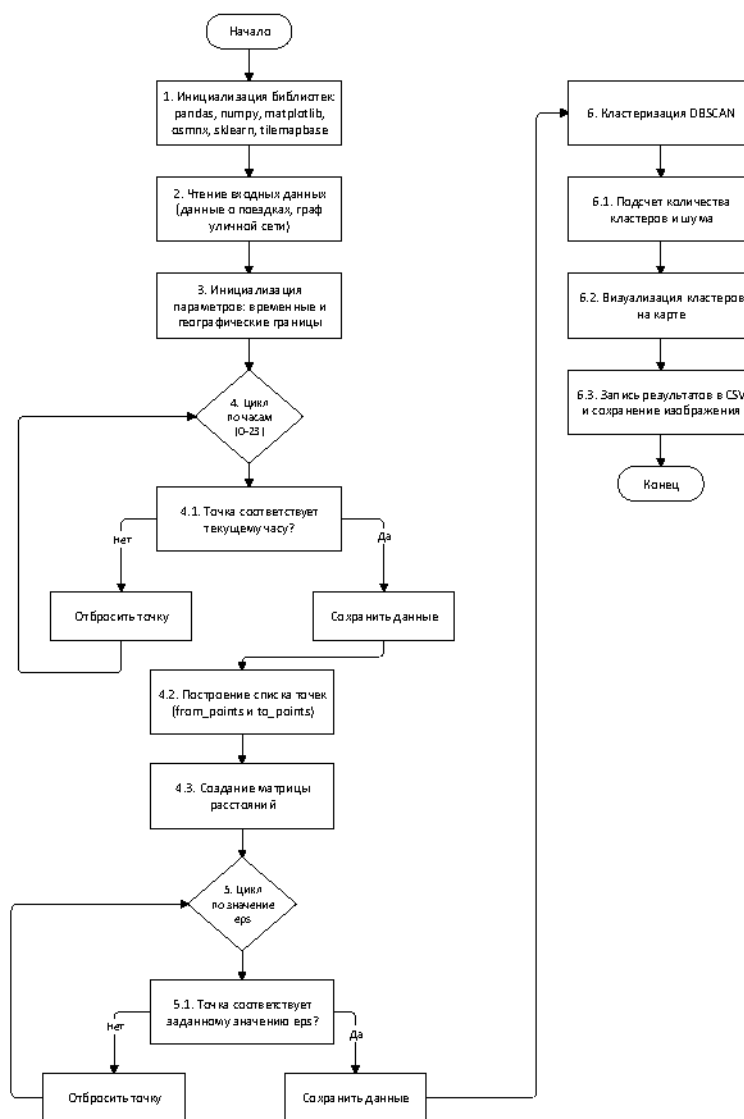 Начало
1. Инициализация библиотек:
pandas, numpy, matplotlib,
osmnx, sklearn, tilemapbase
2. Чтение входных данных
(данные о поездках, граф
уличной сети)
3. Инициализация
параметров: временные и
географические границы
4. Цикл
по часам
(0-23)
4.1. Точка соответствует
текущему часу?
Нет
Да
Отбросить точку
Сохранить данные
4.2. Построение списка точек
(from_points и to_points)
4.3. Создание матрицы
расстояний
5. Цикл
по значение
eps
5.1. Точка соответствует
заданному значению eps?
Нет
Да
Отбросить точку
Сохранить данные
6. Кластеризация DBSCAN
6.1. Подсчет количества
кластеров и шума
6.2. Визуализация кластеров
на карте
6.3. Запись результатов в CSV
и сохранение изображения
Конец